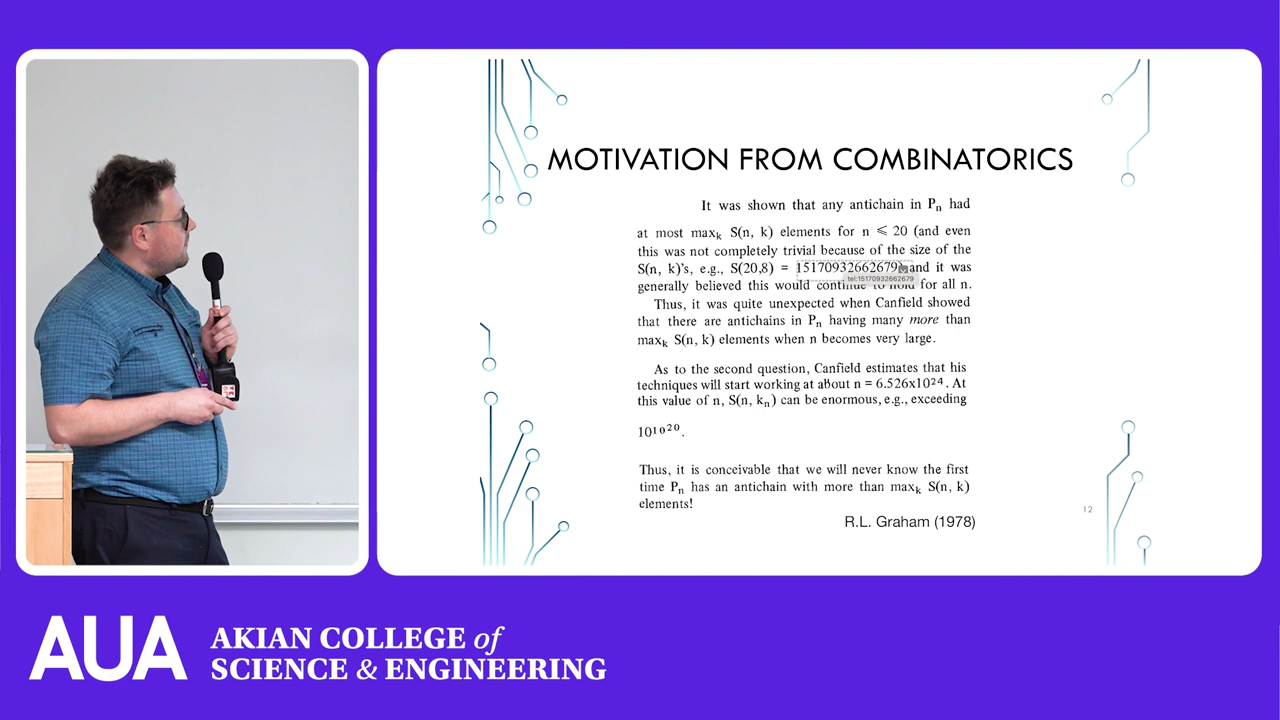 MOTIVATION FROM COMBINATORICS
It was shown that any antichain in Pn had
at most maxk S(n, k) elements for n ⩽ 20 (and even
this was not completely trivial because of the size of the
S(n, k)'s, e.g., S(20,8) = 15170932662679 and it was
tel:15170932662679
generally believed this would continue to hold for all n.
Thus, it was quite unexpected when Canfield showed
that there are antichains in Pn having many more than
maxk S(n, k) elements when n becomes very large.
As to the second question, Canfield estimates that his
techniques will start working at about n = 6.526x10²⁴. At
this value of n, S(n, kn) can be enormous, e.g., exceeding
10^10^20.
Thus, it is conceivable that we will never know the first
time Pn has an antichain with more than maxk S(n, k)
elements!
R.L. Graham (1978)
12
AUA
AKIAN COLLEGE of
SCIENCE & ENGINEERING